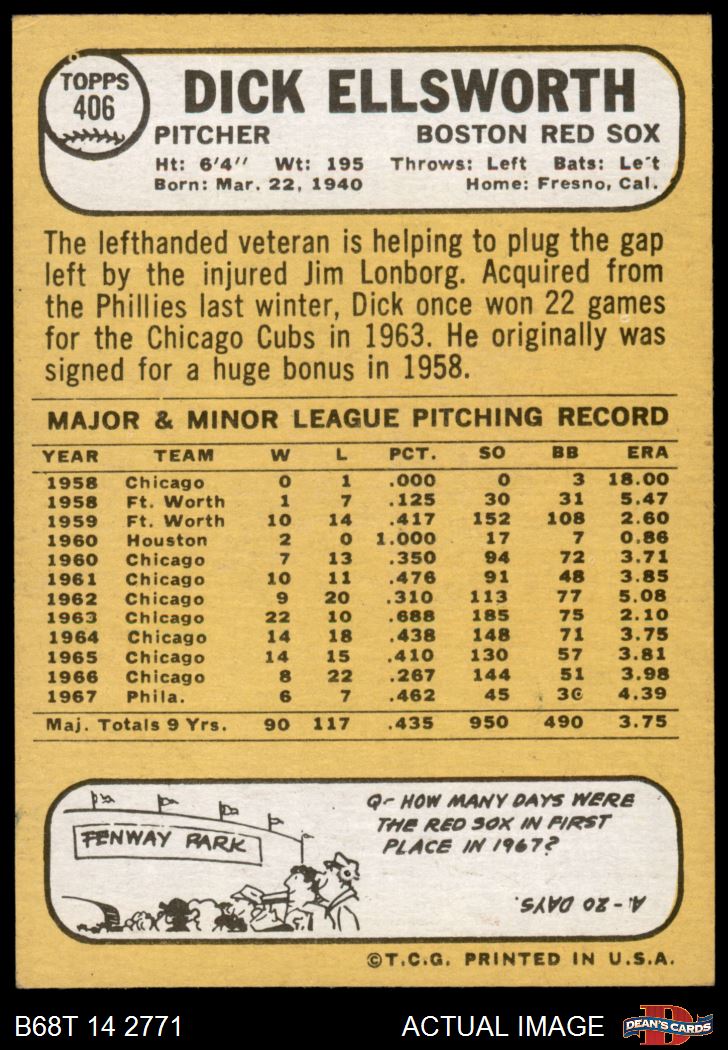 TOPPS
406
DICK ELLSWORTH
PITCHER BOSTON RED SOX
Ht: 6'4'' Wt: 195 Throws: Left Bats: Le't
Born: Mar. 22, 1940 Home: Fresno, Cal.
The lefthanded veteran is helping to plug the gap
left by the injured Jim Lonborg. Acquired from
the Phillies last winter, Dick once won 22 games
for the Chicago Cubs in 1963. He originally was
signed for a huge bonus in 1958.
MAJOR & MINOR LEAGUE PITCHING RECORD
YEAR TEAM W L PCT. SO BB ERA
1958 Chicago 0 1 .000 0 3 18.00
1958 Ft. Worth 1 7 .125 30 31 5.47
1959 Ft. Worth 10 14 .417 152 108 2.60
1960 Houston 2 0 1.000 17 7 0.86
1960 Chicago 7 13 .350 94 72 3.71
1961 Chicago 10 11 .476 91 48 3.85
1962 Chicago 9 20 .310 113 77 5.08
1963 Chicago 22 10 .688 185 75 2.10
1964 Chicago 14 18 .438 148 71 3.75
1965 Chicago 14 15 .410 130 57 3.81
1966 Chicago 8 22 .267 144 51 3.98
1967 Phila. 6 7 .462 45 36 4.39
Maj. Totals 9 Yrs. 90 117 .435 950 490 3.75
FENWAY PARK
Q- HOW MANY DAYS WERE
THE RED SOX IN FIRST
PLACE IN 1967?
A-20 DAYS.
©T.C.G. PRINTED IN U.S.A.
B68T 14 2771 ACTUAL IMAGE
D
DEAN'S CARDS